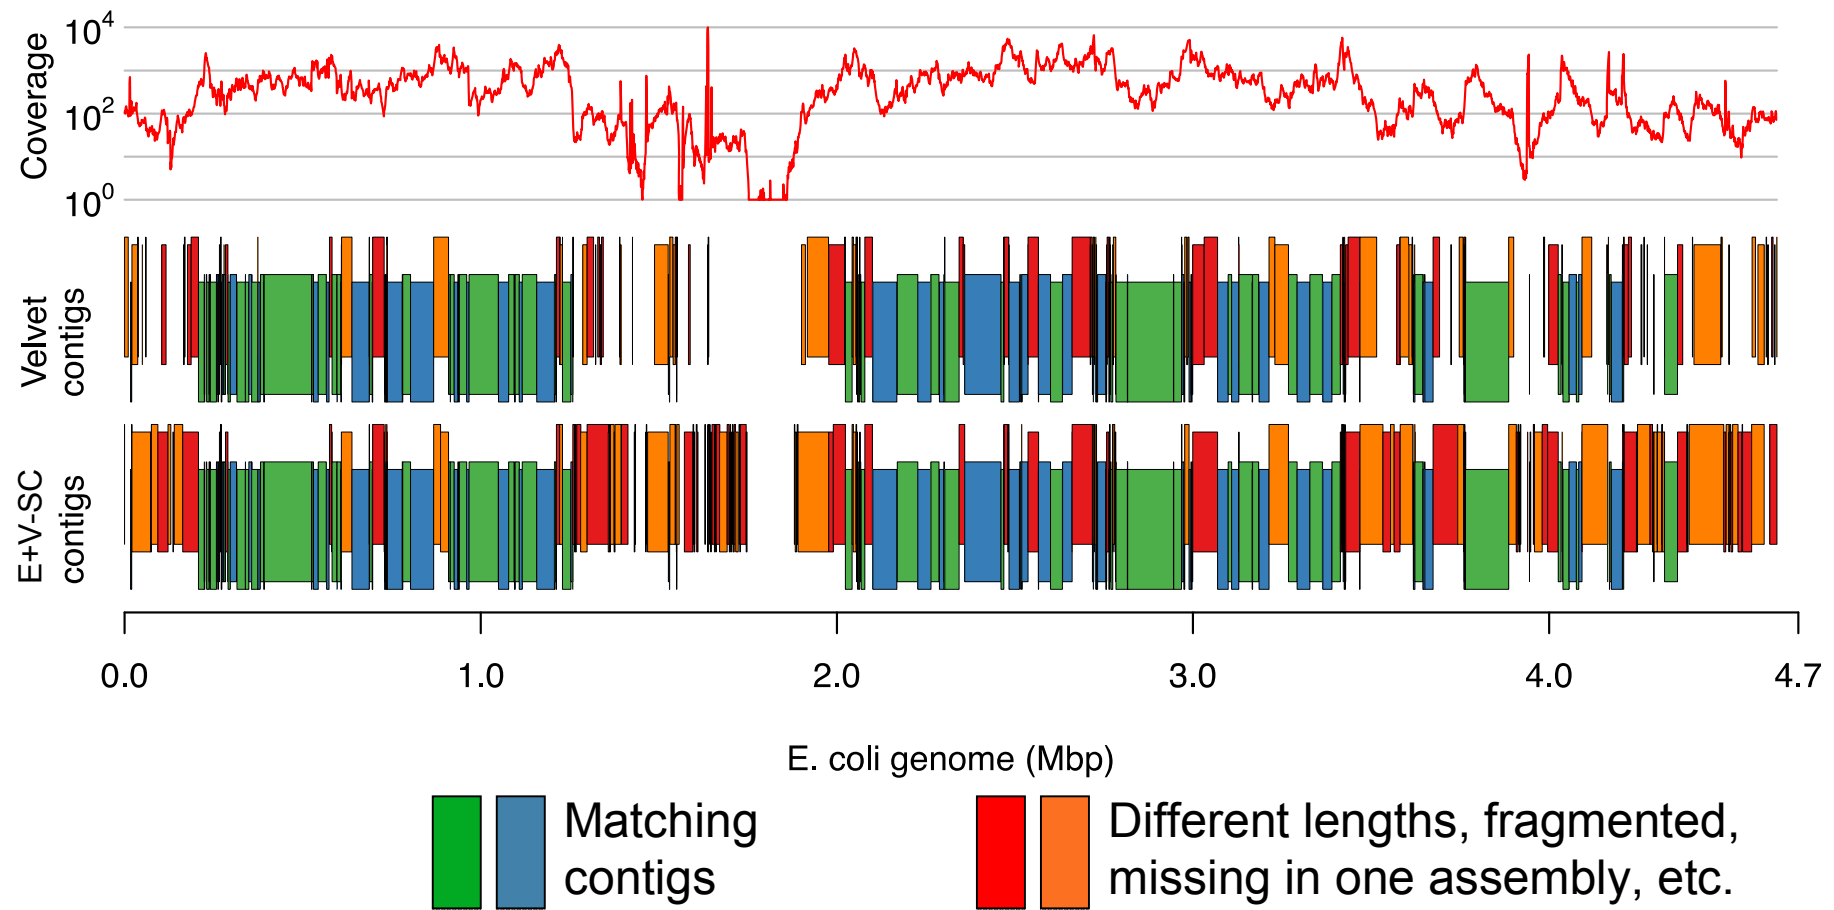 Coverage
10^4
10^2
10^0
Velvet
contigs
E+V-SC
contigs
0.0 1.0 2.0 3.0 4.0 4.7
E. coli genome (Mbp)
Matching
contigs
Different lengths, fragmented,
missing in one assembly, etc.